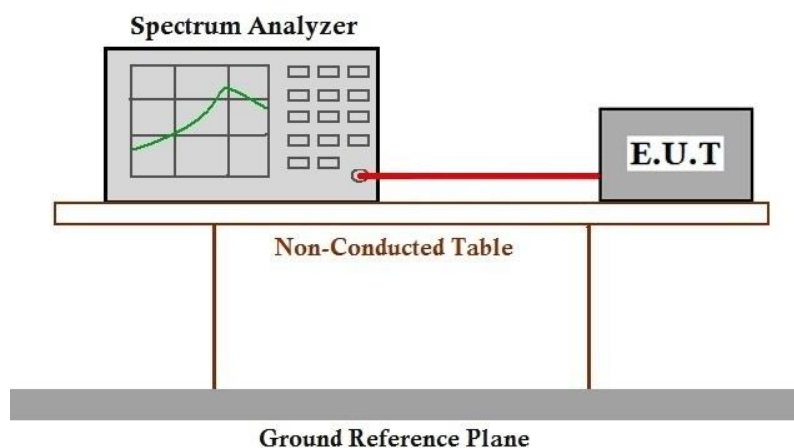 Spectrum Analyzer
E.U.T
Non-Conducted Table
Ground Reference Plane